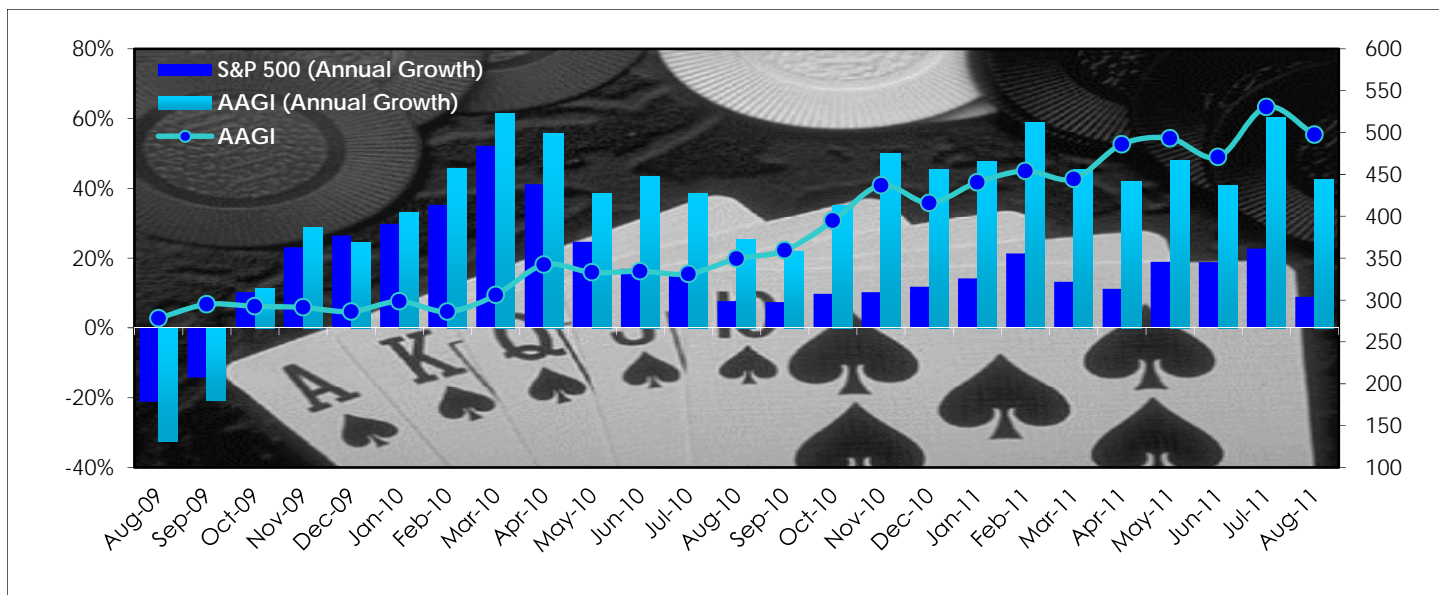 80%
60%
40%
20%
0%
-20%
-40%
S&P 500 (Annual Growth)
AAGI (Annual Growth)
AAGI
600
550
500
450
400
350
300
250
200
150
100
A
K
Q
J
10
Aug-09
Sep-09
Oct-09
Nov-09
Dec-09
Jan-10
Feb-10
Mar-10
Apr-10
May-10
Jun-10
Jul-10
Aug-10
Sep-10
Oct-10
Nov-10
Dec-10
Jan-11
Feb-11
Mar-11
Apr-11
May-11
Jun-11
Jul-11
Aug-11